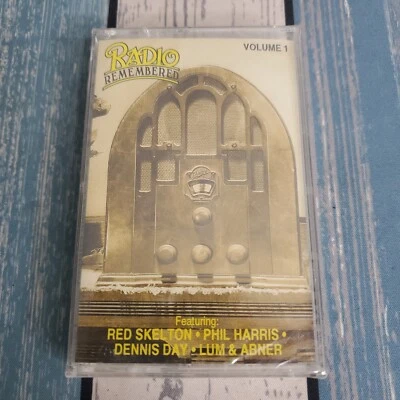 RADIO
REMEMBERED
VOLUME 1
Featuring:
RED SKELTON • PHIL HARRIS •
DENNIS DAY • LUM & ABNER